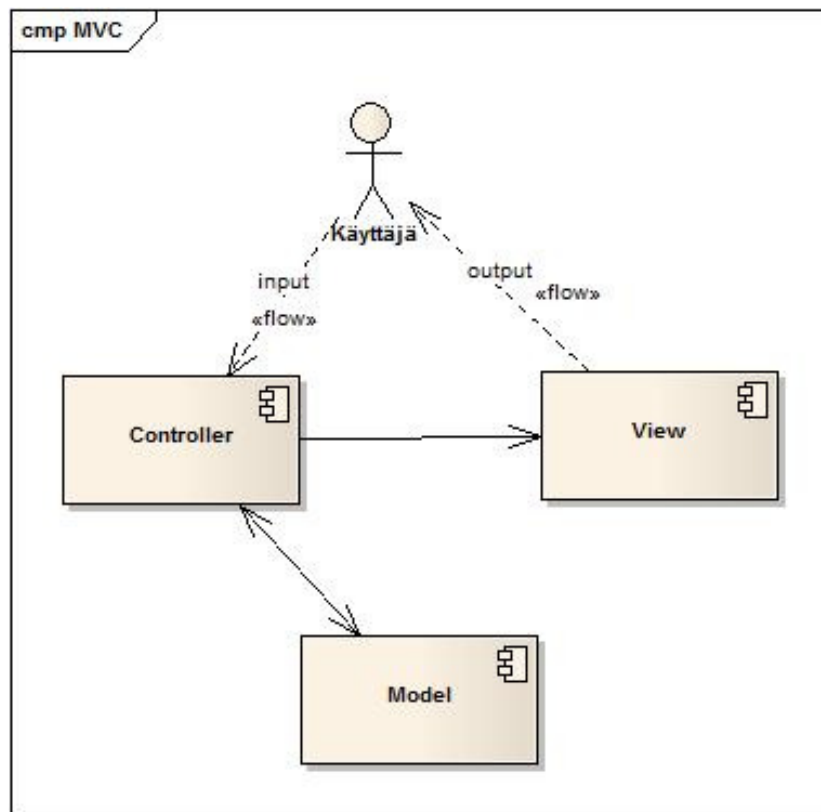 cmp MVC
Käyttäjä
input
«flow»
output
«flow»
Controller
View
Model